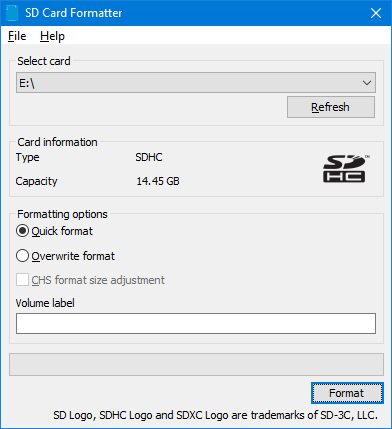 SD Card Formatter
File Help
Select card
E:\
Refresh
Card information
Type SDHC
SD™
HC
Capacity 14.45 GB
Formatting options
Quick format
Overwrite format
CHS format size adjustment
Volume label
Format
SD Logo, SDHC Logo and SDXC Logo are trademarks of SD-3C, LLC.